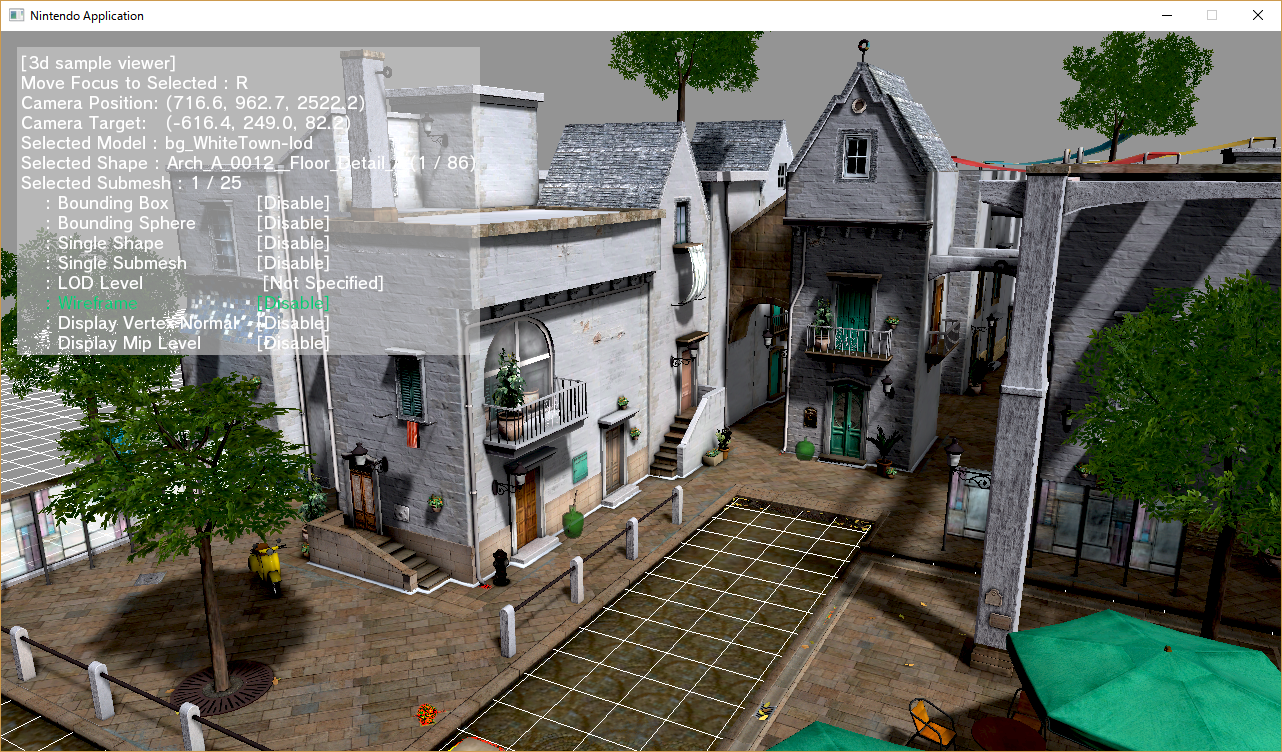 Nintendo Application
[3d sample viewer]
Move Focus to Selected : R
Camera Position: (716.6, 962.7, 2522.2)
Camera Target: (-616.4, 249.0, 82.2)
Selected Model : bg_WhiteTown-lod
Selected Shape : Arch_A_0012__Floor_Detail_ (1 / 86)
Selected Submesh : 1 / 25
: Bounding Box [Disable]
: Bounding Sphere [Disable]
: Single Shape [Disable]
: Single Submesh [Disable]
: LOD Level [Not Specified]
: Wireframe [Disable]
: Display Vertex Normal [Disable]
: Display Mip Level [Disable]